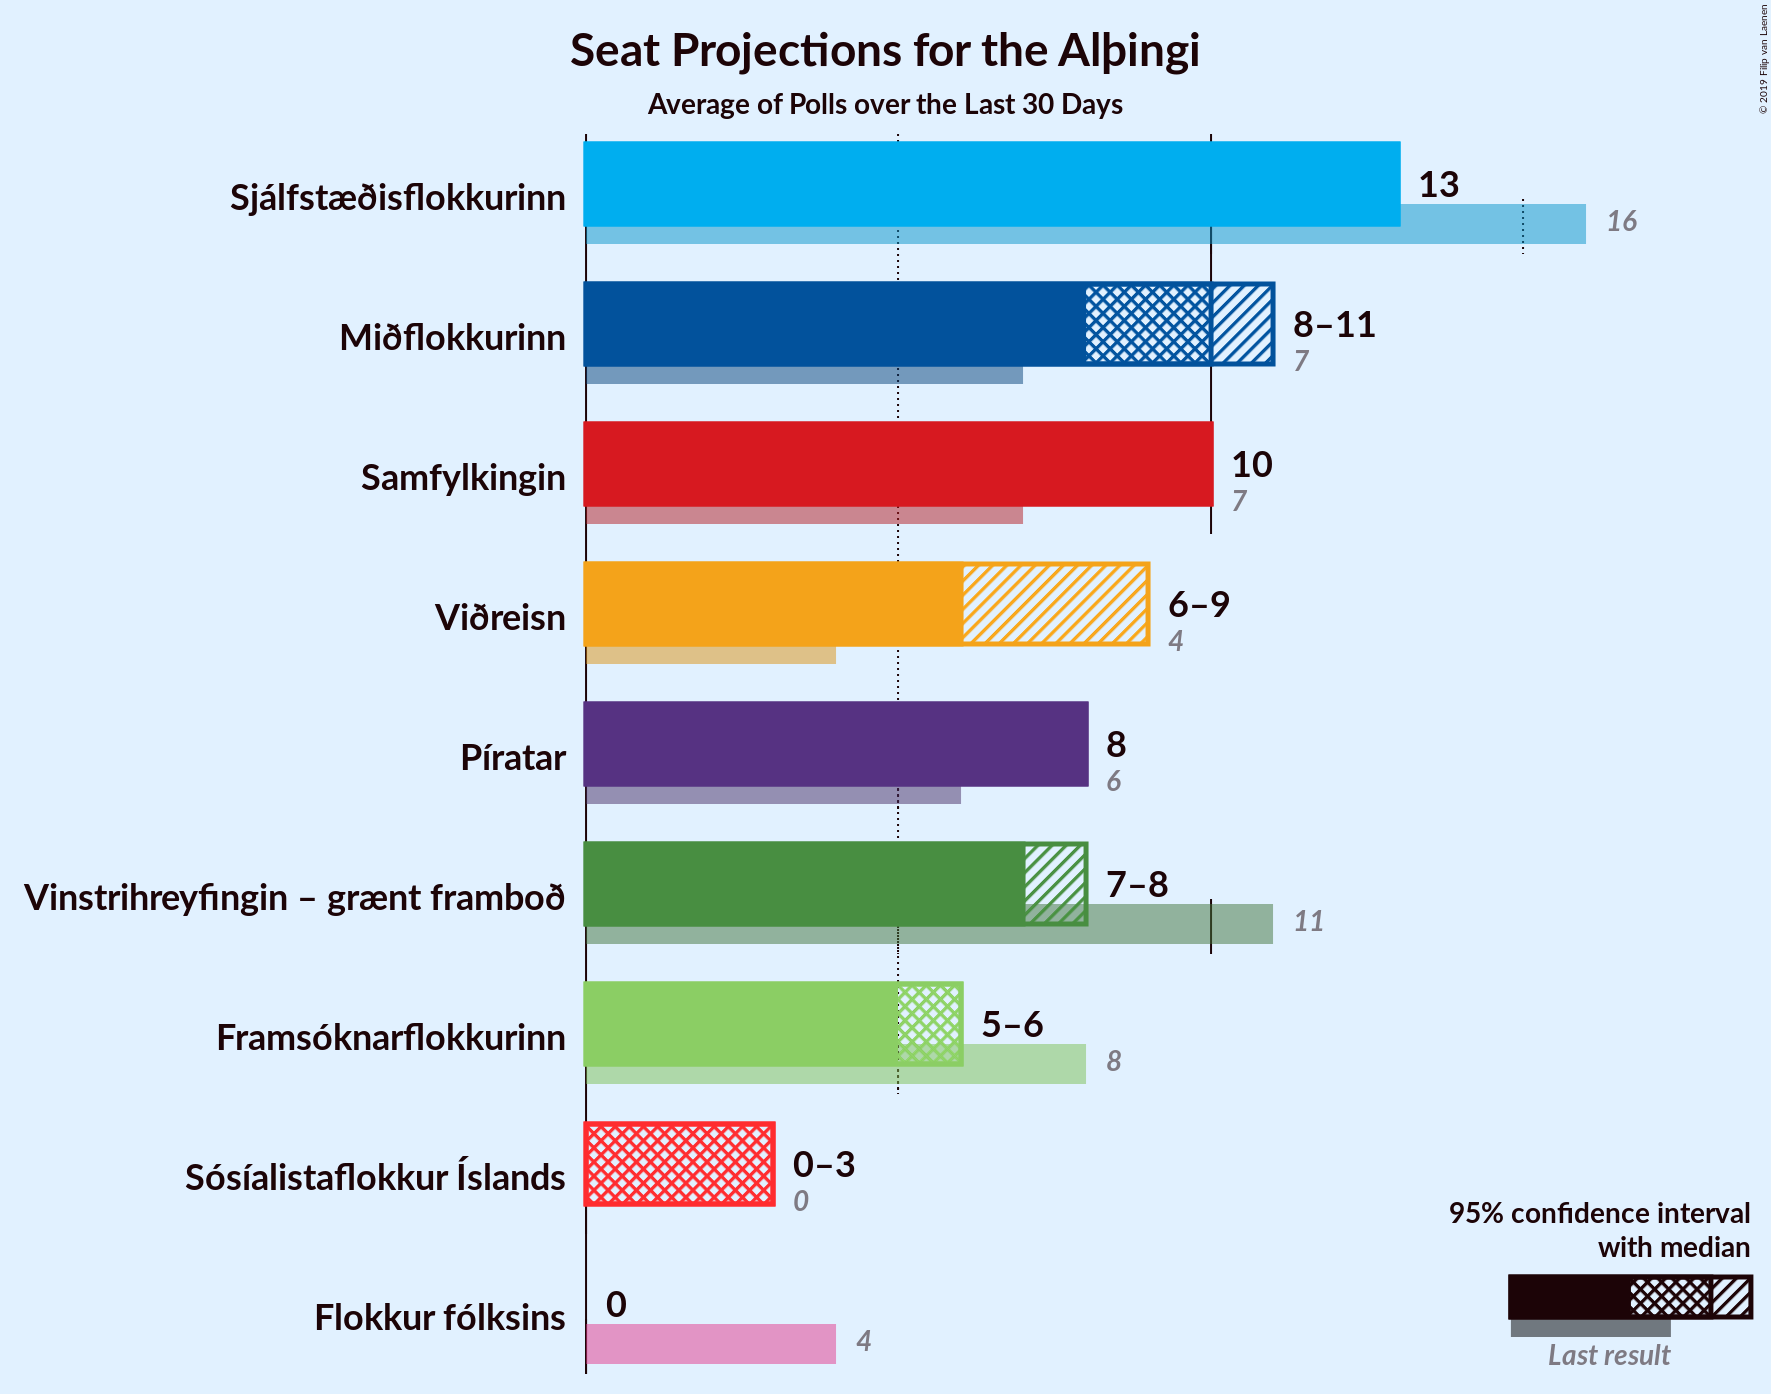 Seat Projections for the Alþingi
Average of Polls over the Last 30 Days
© 2019 Filip van Laenen
Sjálfstæðisflokkurinn
13
16
Miðflokkurinn
8–11
7
Samfylkingin
10
7
Viðreisn
6–9
4
Píratar
8
6
Vinstrihreyfingin – grænt framboð
7–8
11
Framsóknarflokkurinn
5–6
8
Sósíalistaflokkur Íslands
0–3
0
Flokkur fólksins
0
4
95% confidence interval
with median
Last result